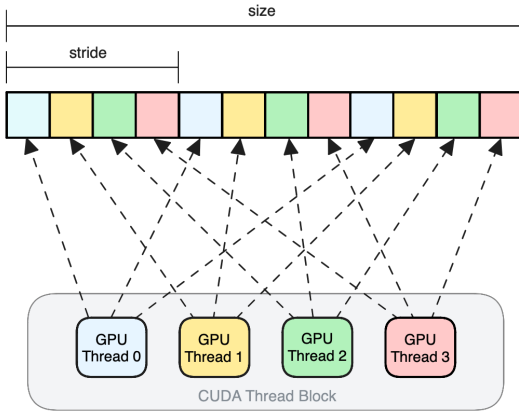 size
stride
GPU
Thread 0
GPU
Thread 1
GPU
Thread 2
GPU
Thread 3
CUDA Thread Block